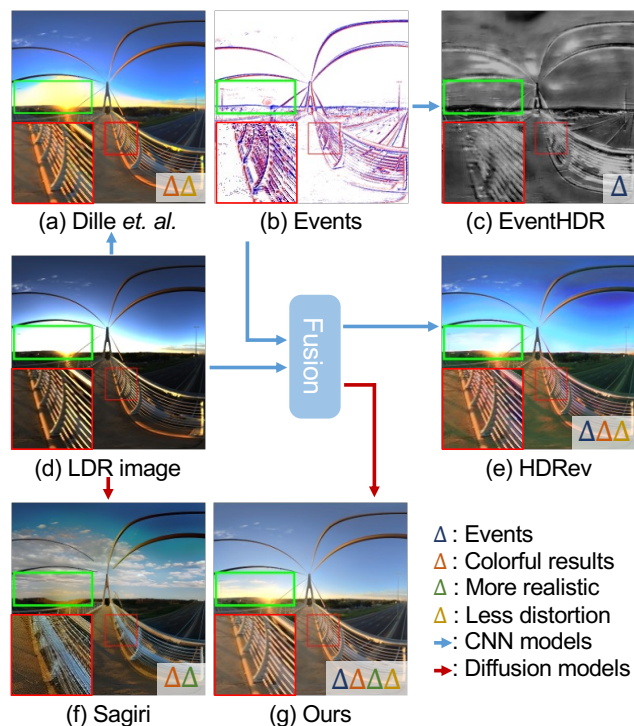 (a) Dille et. al.
(b) Events
(c) EventHDR
Fusion
(d) LDR image
(e) HDRev
(f) Sagiri
(g) Ours
Δ : Events
Δ : Colorful results
Δ : More realistic
Δ : Less distortion
→: CNN models
→: Diffusion models